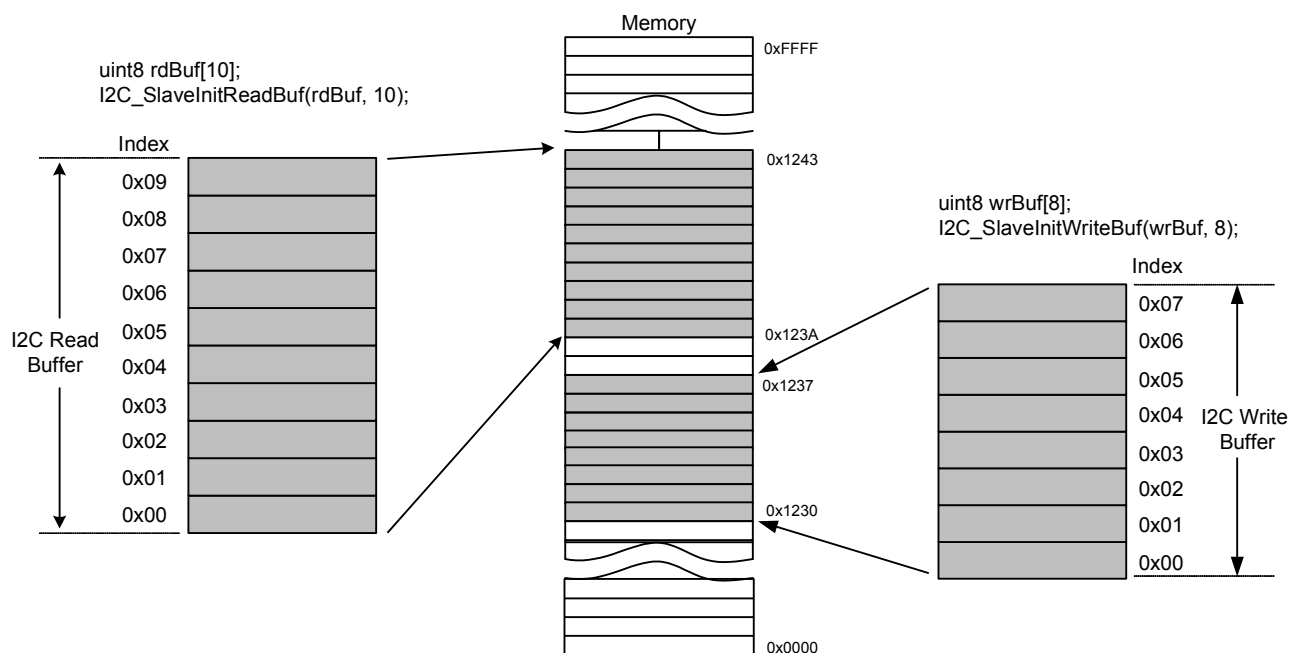 Memory
0xFFFF
uint8 rdBuf[10];
I2C_SlaveInitReadBuf(rdBuf, 10);
Index
0x09
0x08
0x07
0x06
0x05
0x04
0x03
0x02
0x01
0x00
I2C Read
Buffer
0x1243
0x123A
0x1237
0x1230
0x0000
uint8 wrBuf[8];
I2C_SlaveInitWriteBuf(wrBuf, 8);
Index
0x07
0x06
0x05
0x04
0x03
0x02
0x01
0x00
I2C Write
Buffer